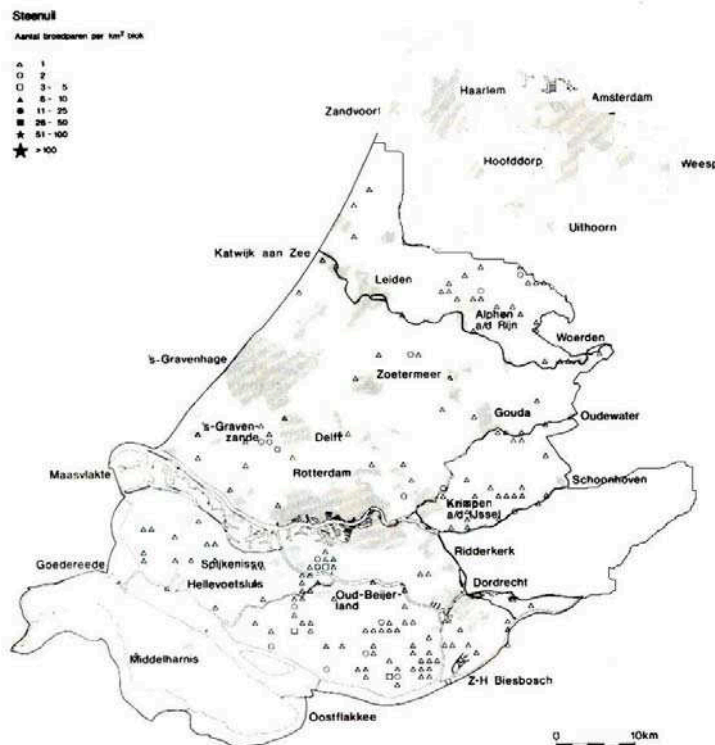 Steenuil
Aantal broedparen per km² blok
1
2
3 - 5
6 - 10
11 - 25
26 - 50
51 - 100
>100
Haarlem
Amsterdam
Zandvoort
Hoofddorp
Weesp
Uithoorn
Katwijk aan Zee
Leiden
Alphen
a/d Rijn
Woerden
's-Gravenhage
Zoetermeer
Gouda
Oudewater
's-Graven-
zande
Delft
Rotterdam
Maasvlakte
Schoonhoven
Krimpen
a/d IJssel
Ridderkerk
Goedereede
Spijkenisse
Hellevoetsluis
Dordrecht
Oud-Beijer-
land
Middelharnis
Z-H Biesbosch
Oostflakkee
0 10km